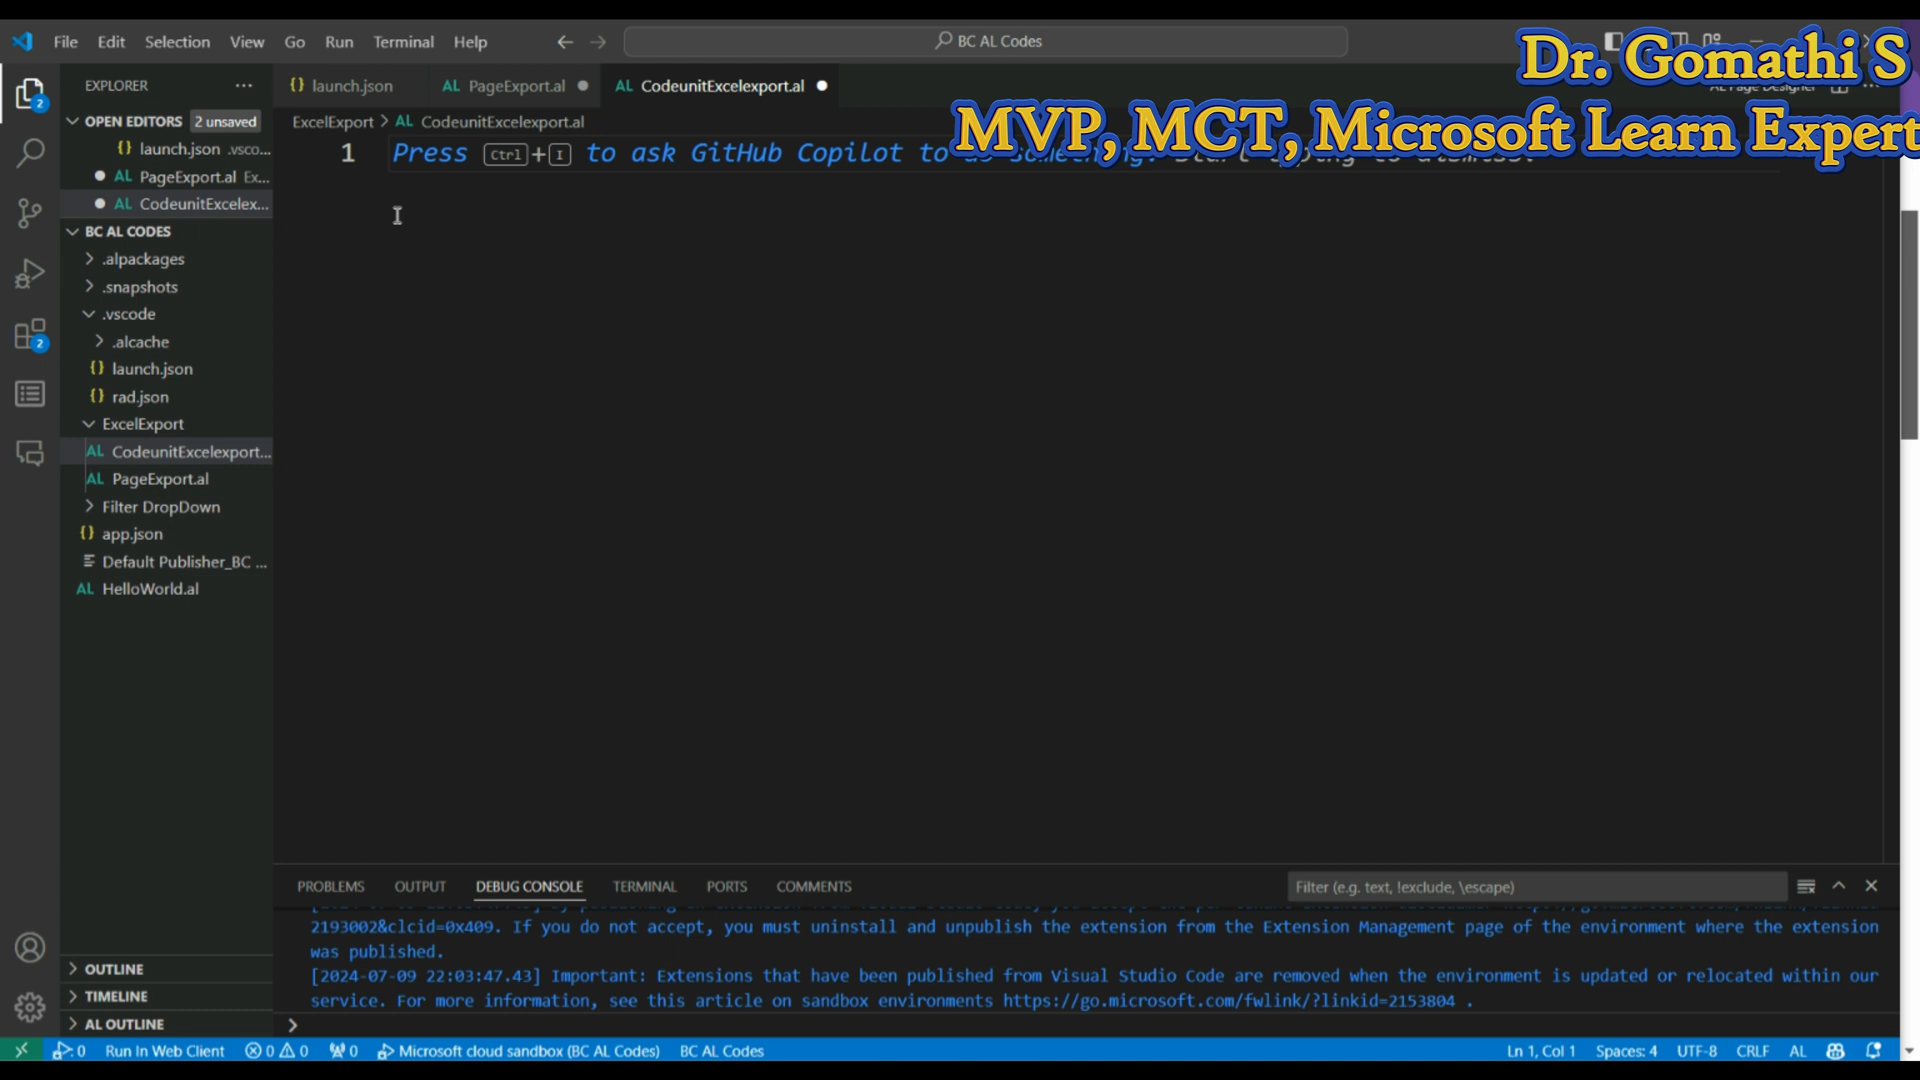 File Edit Selection View Go Run Terminal Help
BC AL Codes
Dr. Gomathi S
MVP, MCT, Microsoft Learn Expert
EXPLORER
launch.json
AL PageExport.al
AL CodeunitExcelexport.al
OPEN EDITORS 2 unsaved
{} launch.json .vsco...
AL PageExport.al Ex...
AL CodeunitExcelex...
ExcelExport > AL CodeunitExcelexport.al
1 Press Ctrl+I to ask GitHub Copilot to
BC AL CODES
.alpackages
.snapshots
.vscode
.alcache
{} launch.json
{} rad.json
ExcelExport
AL CodeunitExcelexport...
AL PageExport.al
Filter DropDown
{} app.json
Default Publisher_BC ...
AL HelloWorld.al
OUTLINE
TIMELINE
AL OUTLINE
2
2
PROBLEMS OUTPUT DEBUG CONSOLE TERMINAL PORTS COMMENTS
Filter (e.g. text, !exclude, \escape)
2193002&clcid=0x409. If you do not accept, you must uninstall and unpublish the extension from the Extension Management page of the environment where the extension
was published.
[2024-07-09 22:03:47.43] Important: Extensions that have been published from Visual Studio Code are removed when the environment is updated or relocated within our
service. For more information, see this article on sandbox environments https://go.microsoft.com/fwlink/?linkid=2153804 .
>
0 Run In Web Client 0 0 0 Microsoft cloud sandbox (BC AL Codes) BC AL Codes
Ln 1, Col 1 Spaces: 4 UTF-8 CRLF AL